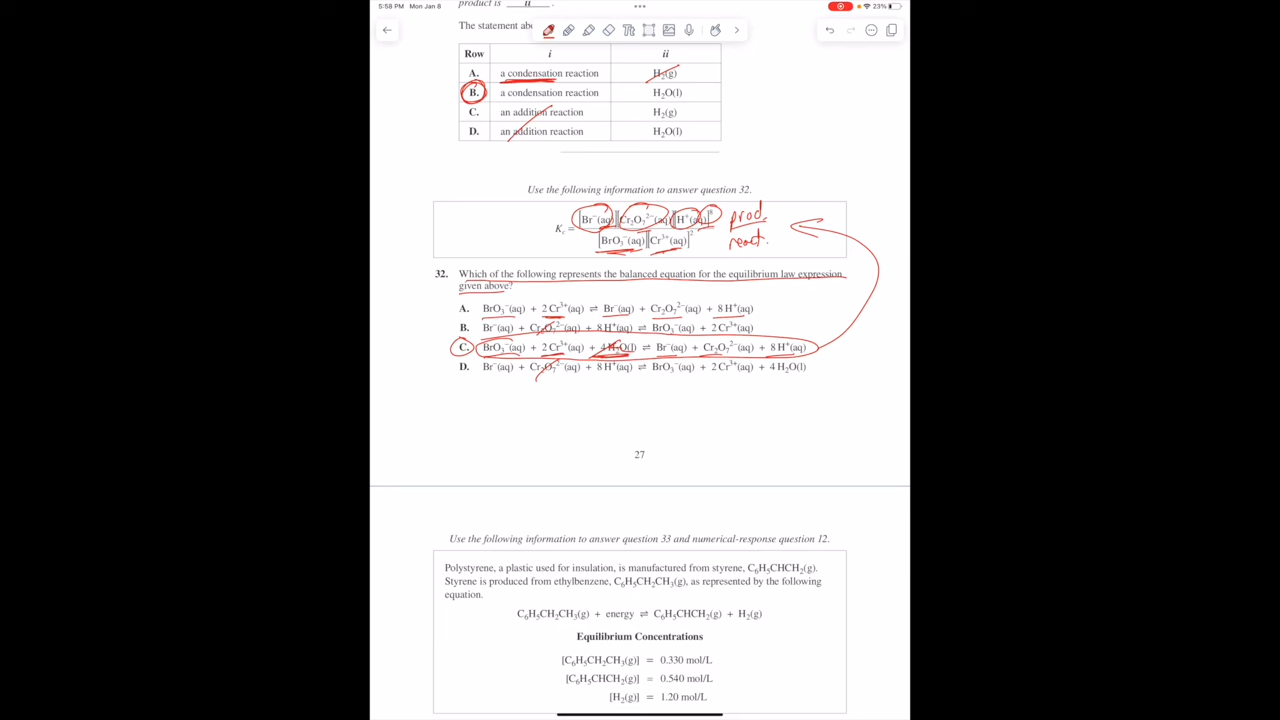 5:58 PM Mon Jan 8
23%
product is ii .
The statement abo
Row i ii
A. a condensation reaction H₂(g)
B. a condensation reaction H₂O(l)
C. an addition reaction H₂(g)
D. an addition reaction H₂O(l)
Use the following information to answer question 32.
K_c = [Br⁻(aq)][Cr₂O₇²⁻(aq)][H⁺(aq)]⁸ prod.
[BrO₃⁻(aq)][Cr³⁺(aq)]² react.
32. Which of the following represents the balanced equation for the equilibrium law expression
given above?
A. BrO₃⁻(aq) + 2 Cr³⁺(aq) ⇌ Br⁻(aq) + Cr₂O₇²⁻(aq) + 8 H⁺(aq)
B. Br⁻(aq) + Cr₂O₇²⁻(aq) + 8 H⁺(aq) ⇌ BrO₃⁻(aq) + 2 Cr³⁺(aq)
C. BrO₃⁻(aq) + 2 Cr³⁺(aq) + 4 H₂O(l) ⇌ Br⁻(aq) + Cr₂O₇²⁻(aq) + 8 H⁺(aq)
D. Br⁻(aq) + Cr₂O₇²⁻(aq) + 8 H⁺(aq) ⇌ BrO₃⁻(aq) + 2 Cr³⁺(aq) + 4 H₂O(l)
27
Use the following information to answer question 33 and numerical-response question 12.
Polystyrene, a plastic used for insulation, is manufactured from styrene, C₆H₅CHCH₂(g).
Styrene is produced from ethylbenzene, C₆H₅CH₂CH₃(g), as represented by the following
equation.
C₆H₅CH₂CH₃(g) + energy ⇌ C₆H₅CHCH₂(g) + H₂(g)
Equilibrium Concentrations
[C₆H₅CH₂CH₃(g)] = 0.330 mol/L
[C₆H₅CHCH₂(g)] = 0.540 mol/L
[H₂(g)] = 1.20 mol/L